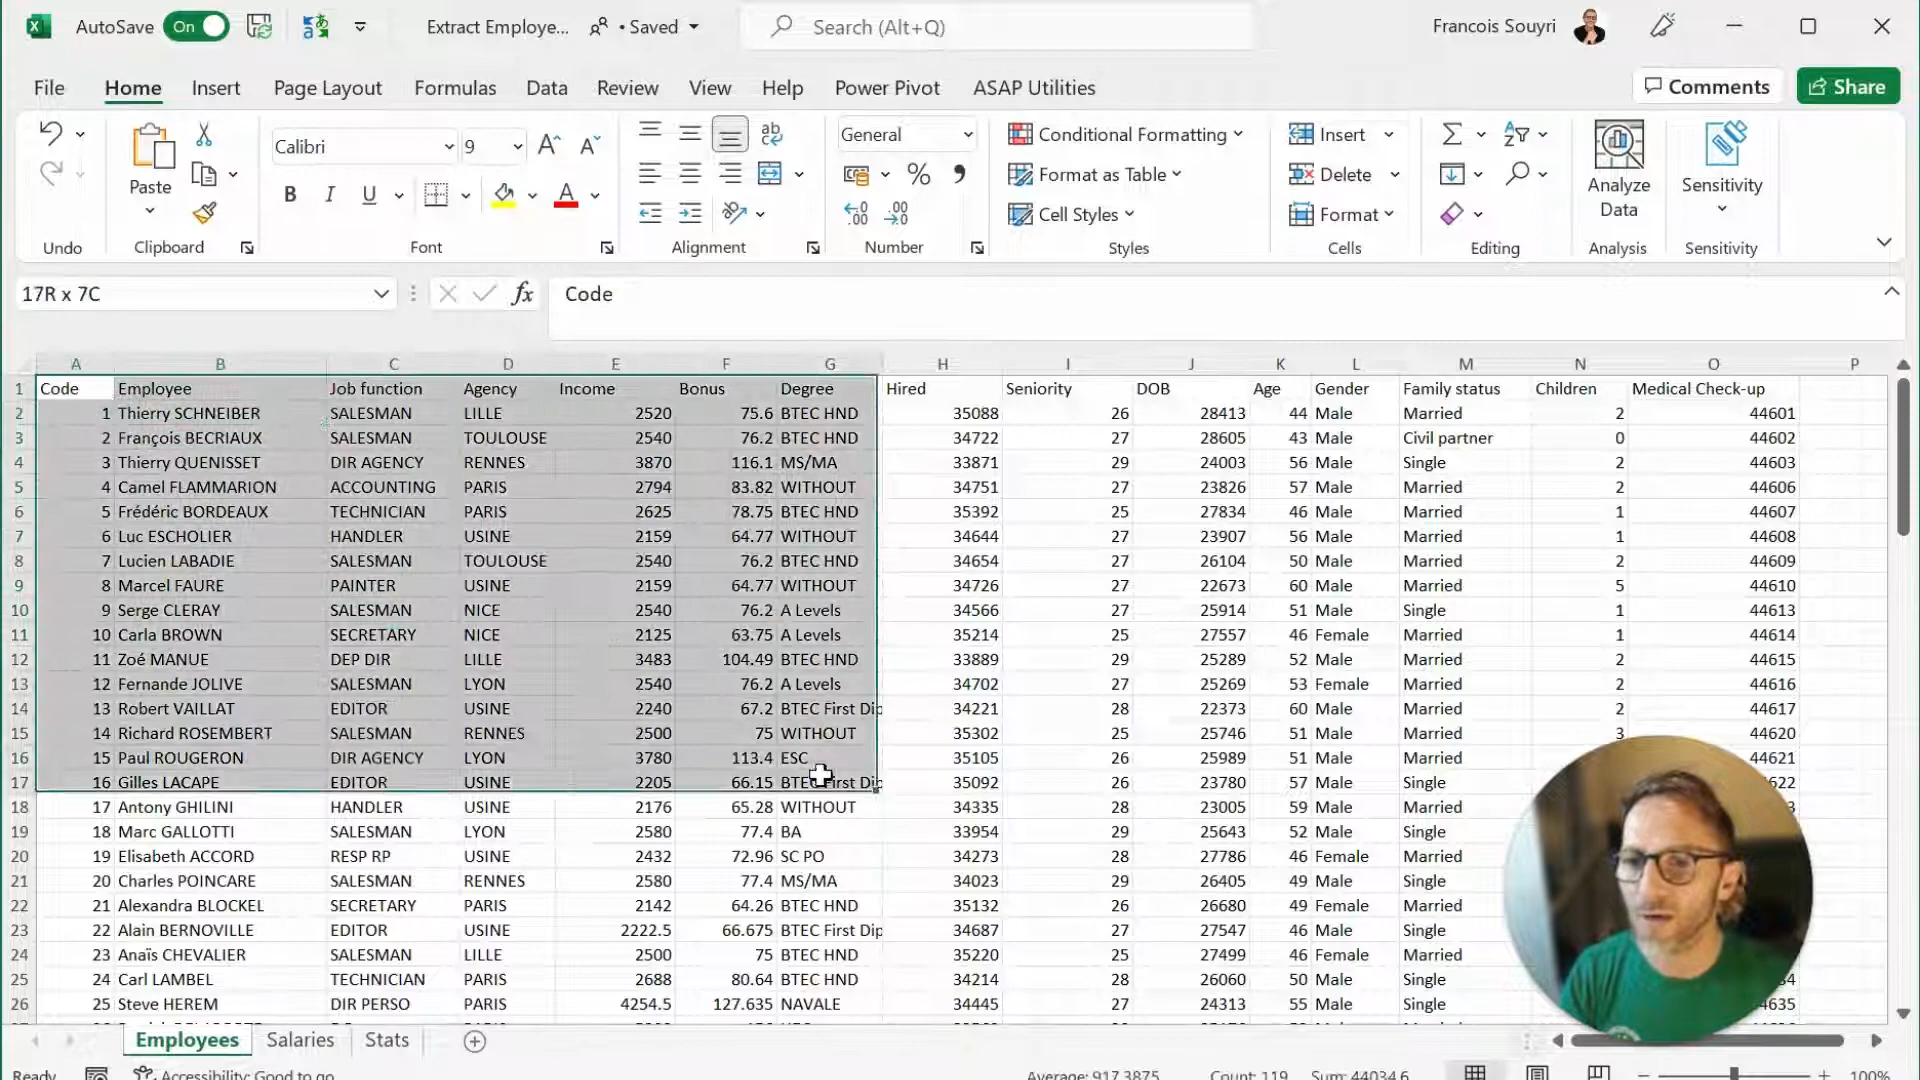 AutoSave On Extract Employe... • Saved Search (Alt+Q) Francois Souyri
File Home Insert Page Layout Formulas Data Review View Help Power Pivot ASAP Utilities Comments Share
Calibri 9 General Conditional Formatting Insert
Paste Format as Table Delete Analyze Data Sensitivity
B I U A Cell Styles Format
Undo Clipboard Font Alignment Number Styles Cells Editing Analysis Sensitivity
17R x 7C fx Code
A B C D E F G H I J K L M N O P
1 Code Employee Job function Agency Income Bonus Degree Hired Seniority DOB Age Gender Family status Children Medical Check-up
2 1 Thierry SCHNEIBER SALESMAN LILLE 2520 75.6 BTEC HND 35088 26 28413 44 Male Married 2 44601
3 2 François BECRIAUX SALESMAN TOULOUSE 2540 76.2 BTEC HND 34722 27 28605 43 Male Civil partner 0 44602
4 3 Thierry QUENISSET DIR AGENCY RENNES 3870 116.1 MS/MA 33871 29 24003 56 Male Single 2 44603
5 4 Camel FLAMMARION ACCOUNTING PARIS 2794 83.82 WITHOUT 34751 27 23826 57 Male Married 2 44606
6 5 Frédéric BORDEAUX TECHNICIAN PARIS 2625 78.75 BTEC HND 35392 25 27834 46 Male Married 1 44607
7 6 Luc ESCHOLIER HANDLER USINE 2159 64.77 WITHOUT 34644 27 23907 56 Male Married 1 44608
8 7 Lucien LABADIE SALESMAN TOULOUSE 2540 76.2 BTEC HND 34654 27 26104 50 Male Married 2 44609
9 8 Marcel FAURE PAINTER USINE 2159 64.77 WITHOUT 34726 27 22673 60 Male Married 5 44610
10 9 Serge CLERAY SALESMAN NICE 2540 76.2 A Levels 34566 27 25914 51 Male Single 1 44613
11 10 Carla BROWN SECRETARY NICE 2125 63.75 A Levels 35214 25 27557 46 Female Married 1 44614
12 11 Zoé MANUE DEP DIR LILLE 3483 104.49 BTEC HND 33889 29 25289 52 Male Married 2 44615
13 12 Fernande JOLIVE SALESMAN LYON 2540 76.2 A Levels 34702 27 25269 53 Female Married 2 44616
14 13 Robert VAILLAT EDITOR USINE 2240 67.2 BTEC First Dip 34221 28 22373 60 Male Married 2 44617
15 14 Richard ROSEMBERT SALESMAN RENNES 2500 75 WITHOUT 35302 25 25746 51 Male Married 3 44620
16 15 Paul ROUGERON DIR AGENCY LYON 3780 113.4 ESC 35105 26 25989 51 Male Married 44621
17 16 Gilles LACAPE EDITOR USINE 2205 66.15 BTEC First Dip 35092 26 23780 57 Male Single 622
18 17 Antony GHILINI HANDLER USINE 2176 65.28 WITHOUT 34335 28 23005 59 Male Married 3
19 18 Marc GALLOTTI SALESMAN LYON 2580 77.4 BA 33954 29 25643 52 Male Single
20 19 Elisabeth ACCORD RESP RP USINE 2432 72.96 SC PO 34273 28 27786 46 Female Married
21 20 Charles POINCARE SALESMAN RENNES 2580 77.4 MS/MA 34023 29 26405 49 Male Single
22 21 Alexandra BLOCKEL SECRETARY PARIS 2142 64.26 BTEC HND 35132 26 26680 49 Female Married
23 22 Alain BERNOVILLE EDITOR USINE 2222.5 66.675 BTEC First Dip 34687 27 27547 46 Male Single
24 23 Anaïs CHEVALIER SALESMAN LILLE 2500 75 BTEC HND 35220 25 27499 46 Female Married
25 24 Carl LAMBEL TECHNICIAN PARIS 2688 80.64 BTEC HND 34214 28 26060 50 Male Single 34
26 25 Steve HEREM DIR PERSO PARIS 4254.5 127.635 NAVALE 34445 27 24313 55 Male Single 4635
Employees Salaries Stats
Ready Accessibility: Good to go Average: 917.3875 Count: 119 Sum: 44034.6 100%